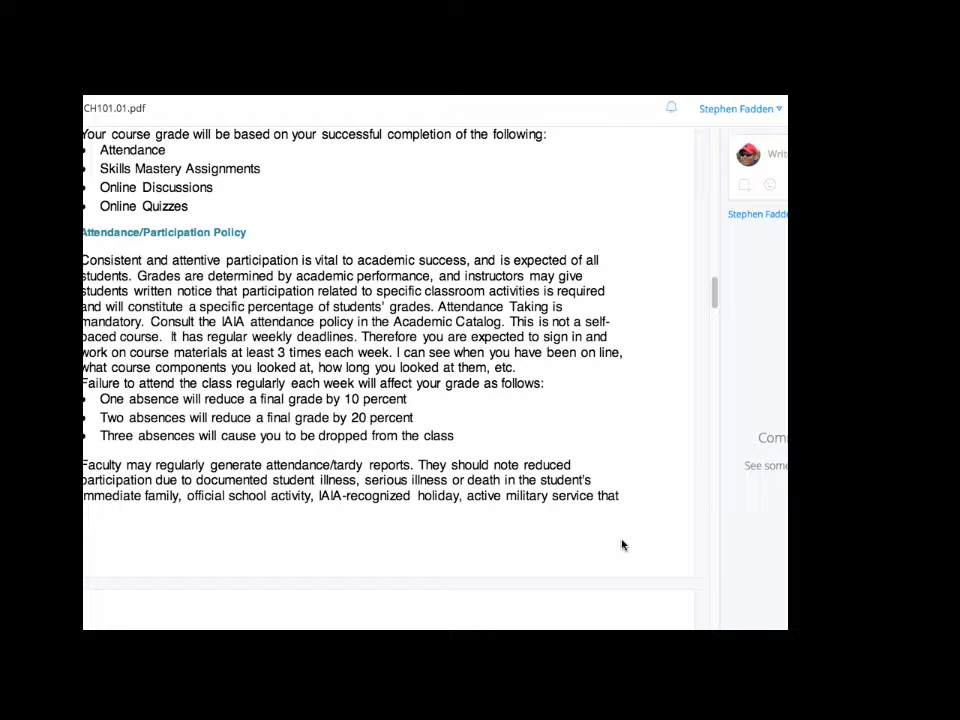 CH101.01.pdf
Stephen Fadden
Your course grade will be based on your successful completion of the following:
• Attendance
• Skills Mastery Assignments
• Online Discussions
• Online Quizzes
Attendance/Participation Policy
Consistent and attentive participation is vital to academic success, and is expected of all
students. Grades are determined by academic performance, and instructors may give
students written notice that participation related to specific classroom activities is required
and will constitute a specific percentage of students' grades. Attendance Taking is
mandatory. Consult the IAIA attendance policy in the Academic Catalog. This is not a self-
paced course. It has regular weekly deadlines. Therefore you are expected to sign in and
work on course materials at least 3 times each week. I can see when you have been on line,
what course components you looked at, how long you looked at them, etc.
Failure to attend the class regularly each week will affect your grade as follows:
• One absence will reduce a final grade by 10 percent
• Two absences will reduce a final grade by 20 percent
• Three absences will cause you to be dropped from the class
Faculty may regularly generate attendance/tardy reports. They should note reduced
participation due to documented student illness, serious illness or death in the student's
immediate family, official school activity, IAIA-recognized holiday, active military service that
Writ
Stephen Fadd
Com
See som